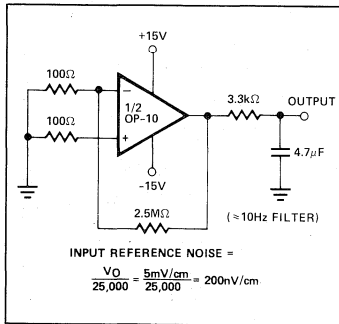 +15V
100Ω
−
1/2
OP-10
3.3kΩ
OUTPUT
100Ω
+
4.7μF
-15V
2.5MΩ
(≈10Hz FILTER)
INPUT REFERENCE NOISE =
VO
25,000
5mV/cm
25,000
= 200nV/cm